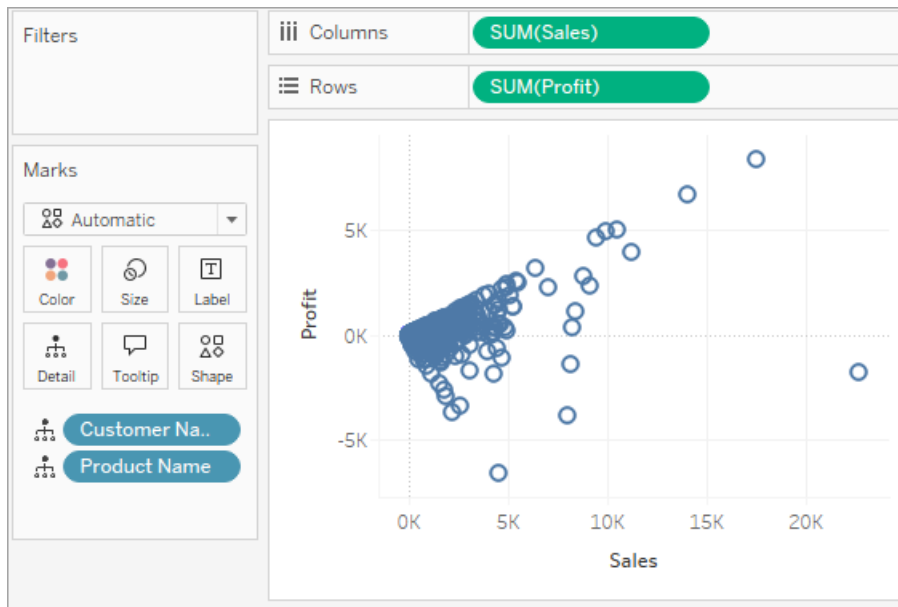 Filters
Columns
SUM(Sales)
Rows
SUM(Profit)
Marks
Automatic
Color
Size
T
Label
Detail
Tooltip
Shape
Customer Na..
Product Name
Profit
5K
0K
-5K
0K
5K
10K
15K
20K
Sales